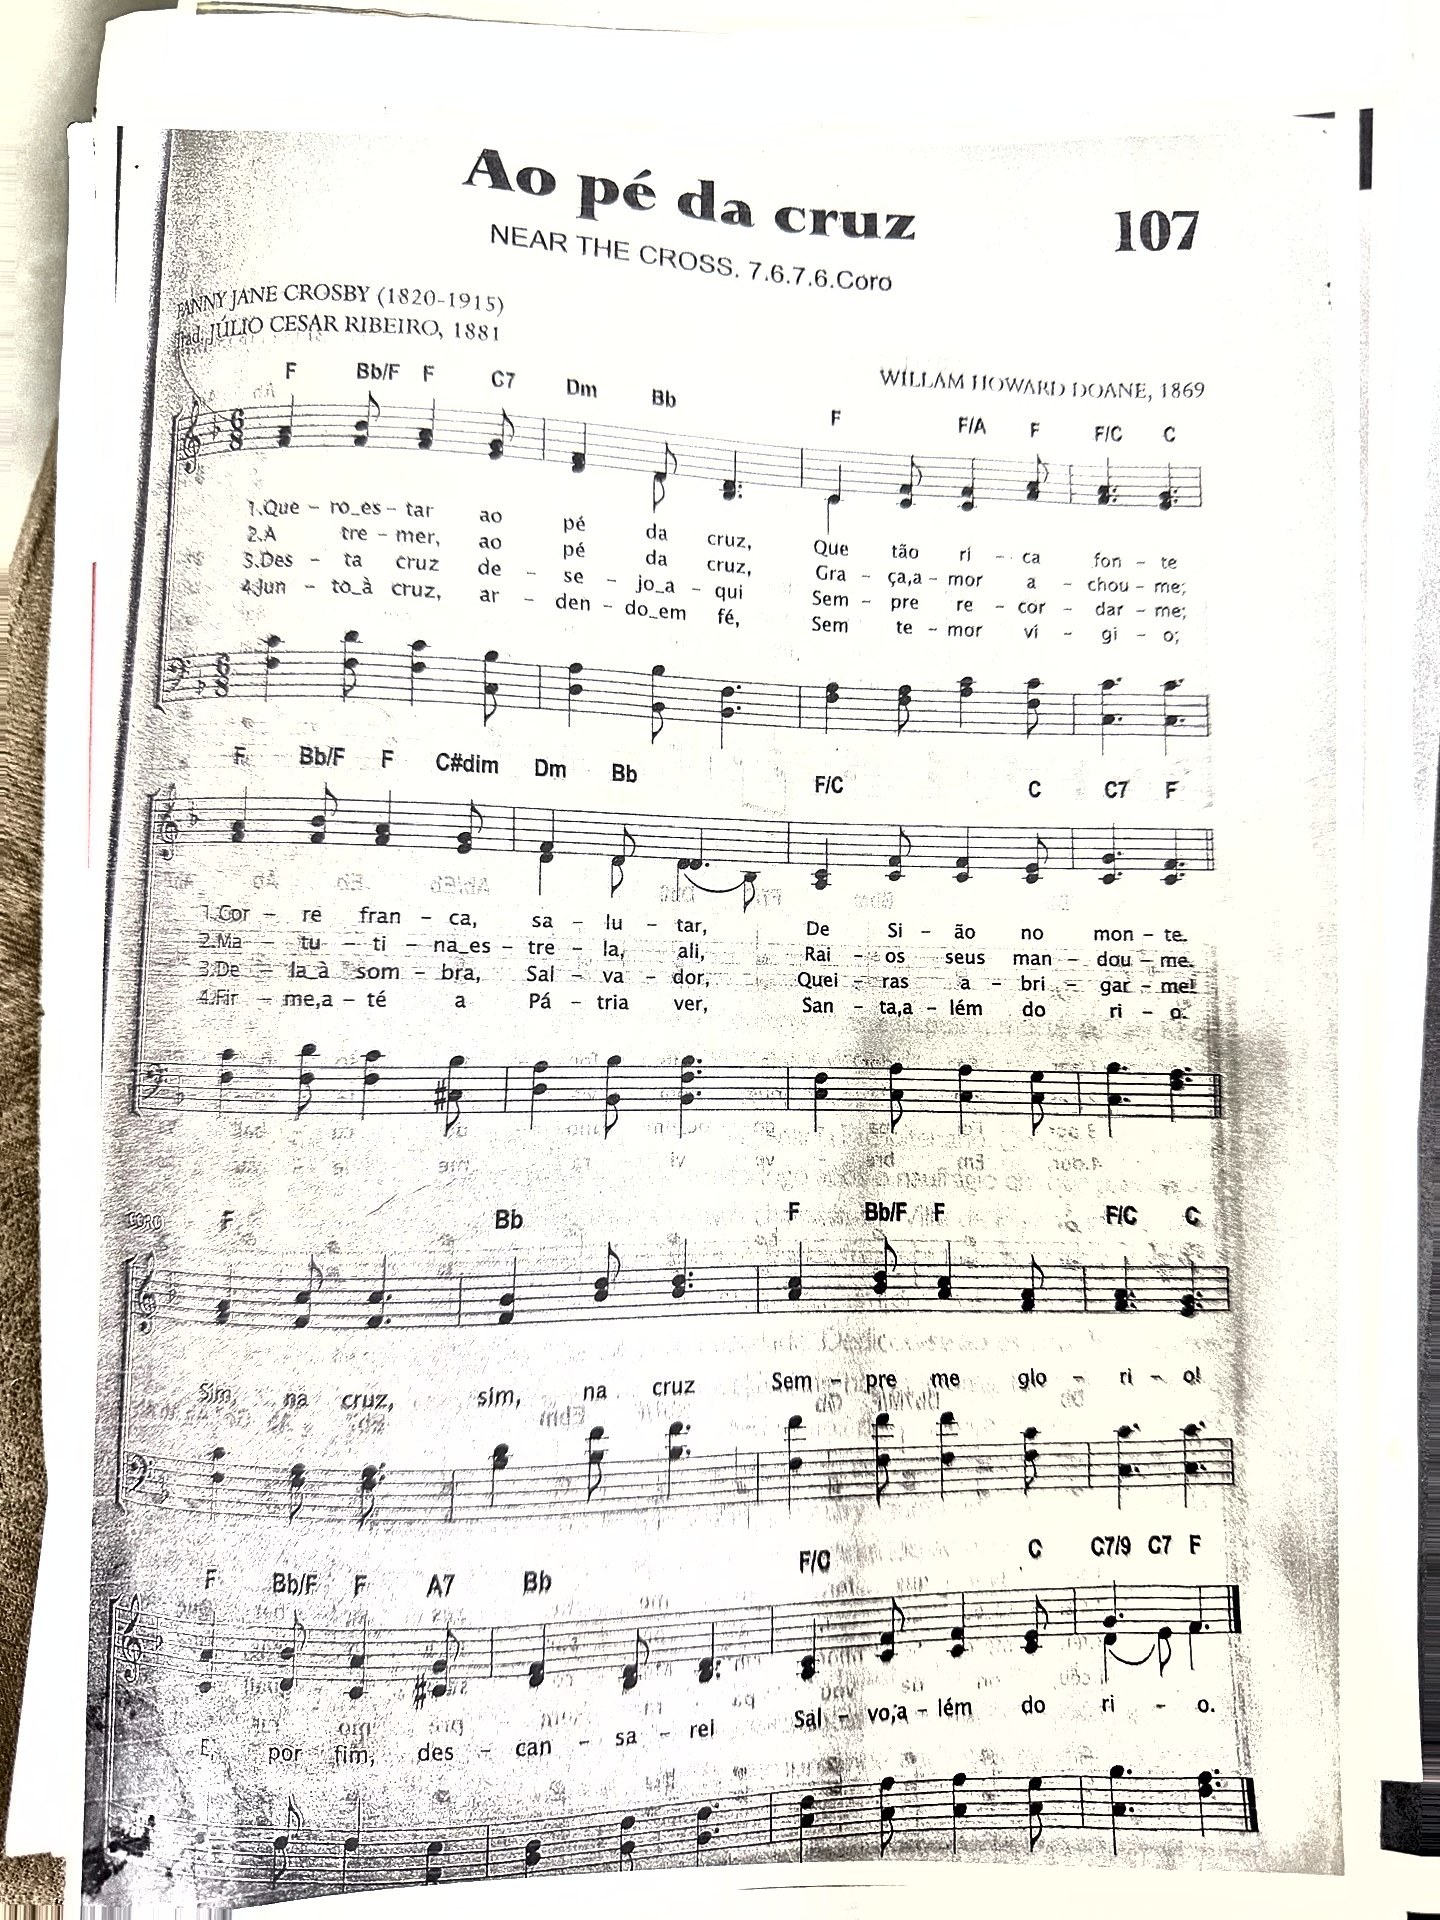 Ao pé da cruz
107
NEAR THE CROSS. 7.6.7.6.Coro
FANNY JANE CROSBY (1820-1915)
Trad. JÚLIO CESAR RIBEIRO, 1881
WILLAM HOWARD DOANE, 1869
F Bb/F F C7 Dm Bb F F/A F F/C C
1.Que - ro_es - tar ao pé da cruz, Que tão ri - ca fon - te
2.A tre - mer, ao pé da cruz, Gra - ça,a - mor a - chou - me;
3.Des - ta cruz de - se - jo_a - qui Sem - pre re - cor - dar - me;
4.Jun - to_à cruz, ar - den - do_em fé, Sem te - mor vi - gi - o;
F Bb/F F C#dim Dm Bb F/C C C7 F
1.Cor - re fran - ca, sa - lu - tar, De Si - ão no mon - te.
2.Ma - tu - ti - na_es - tre - la, ali, Rai - os seus man - dou - me.
3.De - la_à som - bra, Sal - va - dor, Quei - ras a - bri - gar - me!
4.Fir - me,a - té a Pá - tria ver, San - ta,a - lém do ri - o.
CORO F Bb F Bb/F F F/C C
Sim, na cruz, sim, na cruz Sem - pre me glo - ri - o!
F Bb/F F A7 Bb F/C C C7/9 C7 F
E, por fim, des - can - sa - rei Sal - vo,a - lém do ri - o.